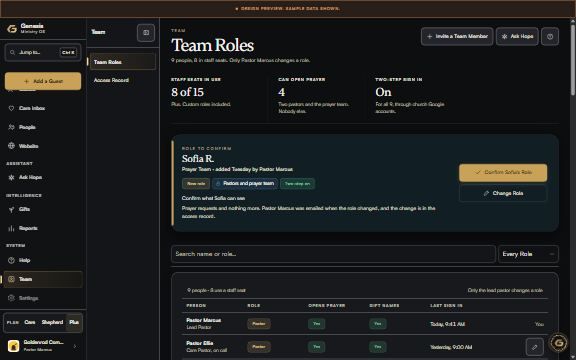 DESIGN PREVIEW. SAMPLE DATA SHOWN.
Genesis
Ministry OS
Jump to...
Ctrl K
+ Add a Guest
Care Inbox
People
Website
ASSISTANT
Ask Hope
INTELLIGENCE
Gifts
Reports
SYSTEM
Help
Team
Settings
PLAN Care Shepherd Plus
Goldenrod Com...
Pastor Marcus
Team
Team Roles
Access Record
TEAM
Team Roles
9 people, 8 in staff seats. Only Pastor Marcus changes a role.
+ Invite a Team Member
Ask Hope
STAFF SEATS IN USE
8 of 15
Plus. Custom roles included.
CAN OPEN PRAYER
4
Two pastors and the prayer team. Nobody else.
TWO-STEP SIGN IN
On
For all 9, through church Google accounts.
ROLE TO CONFIRM
Sofia R.
Prayer Team · added Tuesday by Pastor Marcus
New role
Pastors and prayer team
Two-step on
Confirm what Sofia can see
Prayer requests and nothing more. Pastor Marcus was emailed when the role changed, and the change is in the access record.
Confirm Sofia's Role
Change Role
Search name or role...
Every Role
9 people · 8 use a staff seat
Only the lead pastor changes a role
PERSON ROLE OPENS PRAYER GIFT NAMES LAST SIGN IN
Pastor Marcus
Lead Pastor
Pastor
Yes
Yes
Today, 9:41 AM
You
Pastor Ellie
Care Pastor, on call
Pastor
Yes
Yes
Yesterday, 9:00 AM